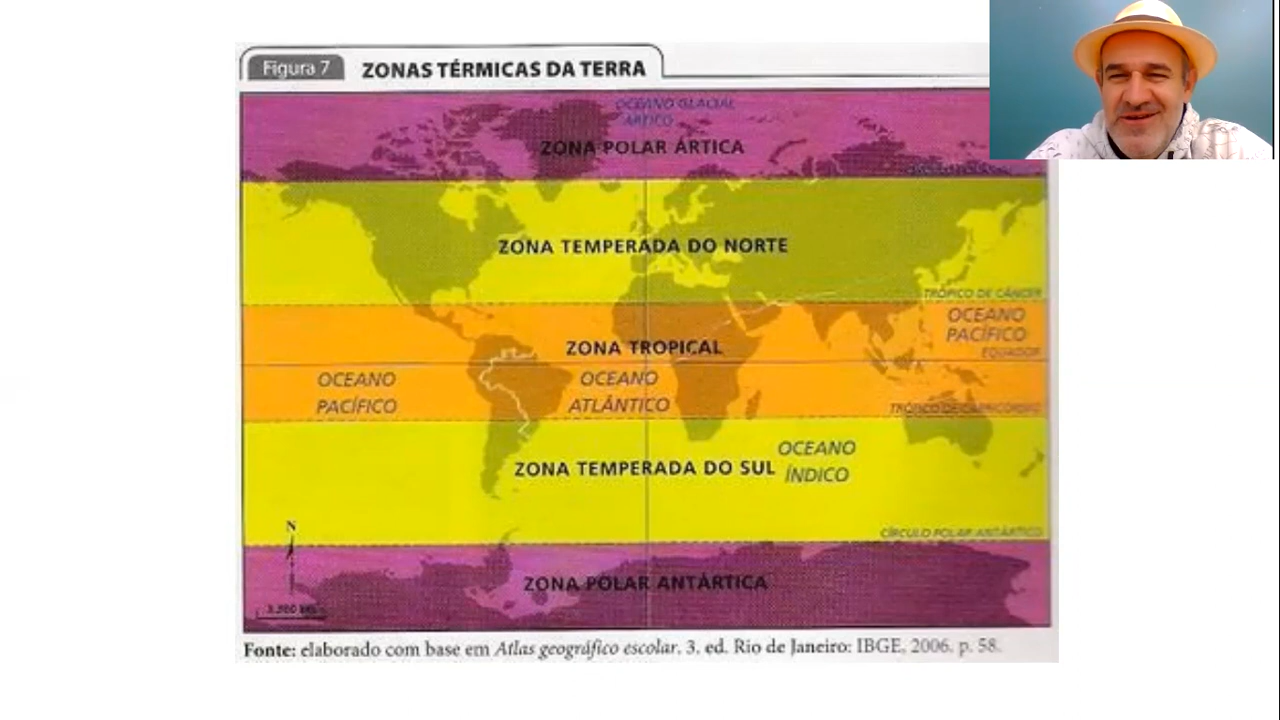 Figura 7
ZONAS TÉRMICAS DA TERRA
OCEANO GLACIAL
ÁRTICO
ZONA POLAR ÁRTICA
ZONA TEMPERADA DO NORTE
TRÓPICO DE CÂNCER
OCEANO
PACÍFICO
EQUADOR
ZONA TROPICAL
OCEANO
PACÍFICO
OCEANO
ATLÂNTICO
TRÓPICO DE CAPRICÓRNIO
OCEANO
ÍNDICO
ZONA TEMPERADA DO SUL
N
CÍRCULO POLAR ANTÁRTICO
ZONA POLAR ANTÁRTICA
Fonte: elaborado com base em Atlas geográfico escolar. 3. ed. Rio de Janeiro: IBGE, 2006. p. 58.